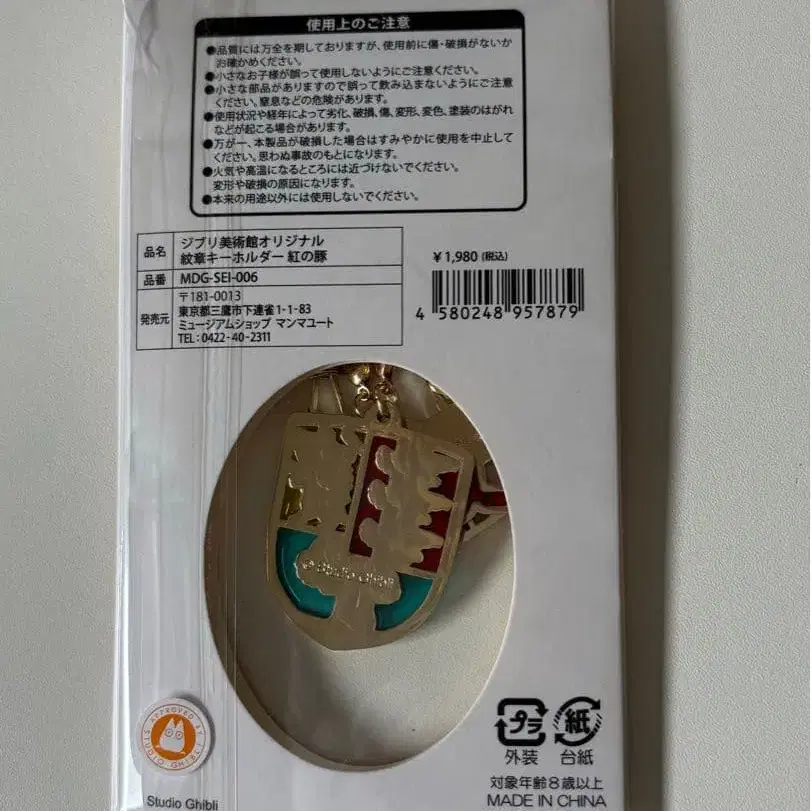 使用上のご注意
●品質には万全を期しておりますが、使用前に傷・破損がないか
お確かめください。
●小さなお子様が誤って使用しないようにご注意ください。
●小さな部品がありますので誤って飲み込まないようにご注意
ください。窒息などの危険があります。
●使用状況や経年によって劣化、破損、傷、変形、変色、塗装のはがれ
などが起こる場合があります。
●万が一、本製品が破損した場合はすみやかに使用を中止して
ください。思わぬ事故のもとになります。
●火気や高温になるところには近づけないでください。
変形や破損の原因になります。
●本来の用途以外には使用しないでください。
品名 ジブリ美術館オリジナル
紋章キーホルダー 紅の豚
品番 MDG-SEI-006
発売元 〒181-0013
東京都三鷹市下連雀1-1-83
ミュージアムショップ マンマユート
TEL:0422-40-2311
¥1,980(税込)
4 580248 957879
© Studio Ghibli
APPROVED BY STUDIO GHIBLI
Studio Ghibli
プラ 紙
外装 台紙
対象年齢8歳以上
MADE IN CHINA